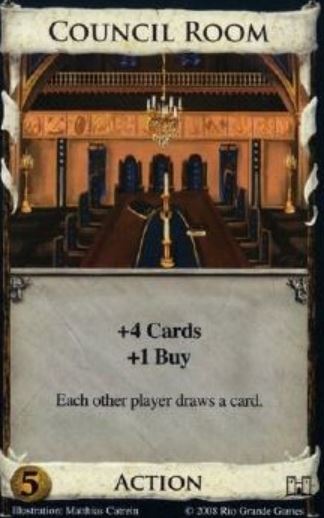 COUNCIL ROOM
+4 Cards
+1 Buy
Each other player draws a card.
5 ACTION
Illustration: Matthias Catrein © 2008 Rio Grande Games